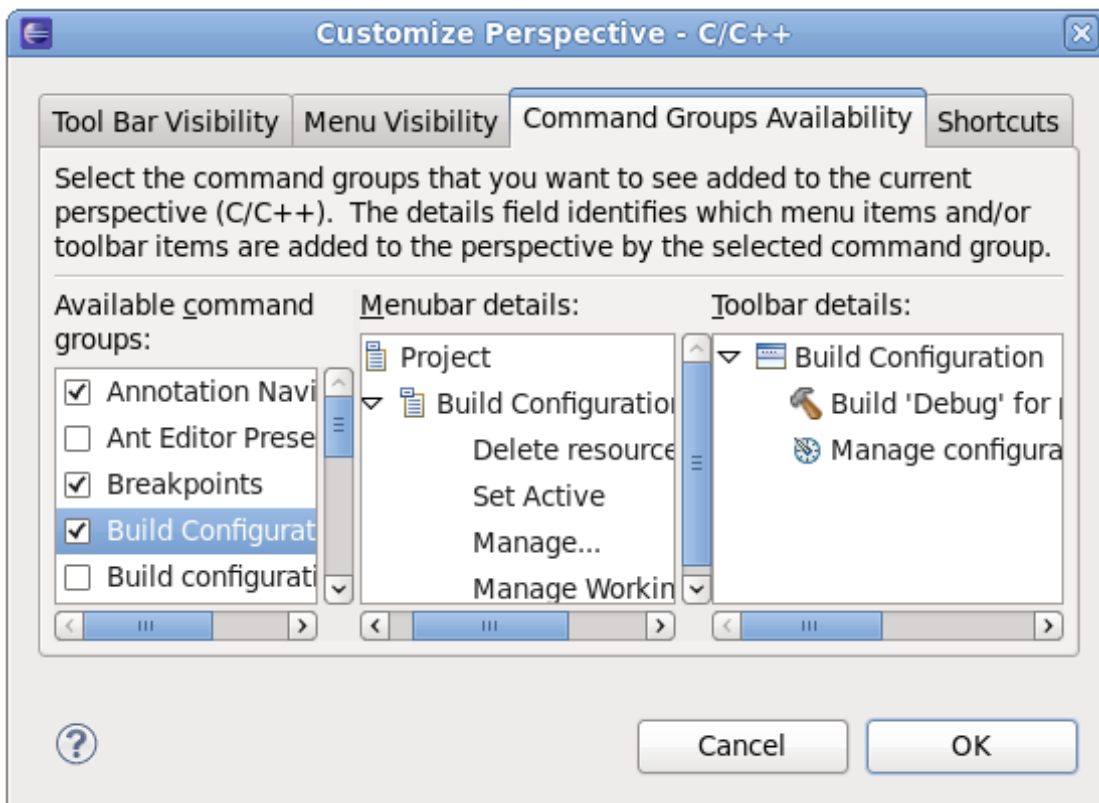 Customize Perspective - C/C++
Tool Bar Visibility
Menu Visibility
Command Groups Availability
Shortcuts
Select the command groups that you want to see added to the current
perspective (C/C++).  The details field identifies which menu items and/or
toolbar items are added to the perspective by the selected command group.
Available command
groups:
Annotation Navi
Ant Editor Prese
Breakpoints
Build Configurat
Build configurati
Menubar details:
Project
Build Configuratio
Delete resource
Set Active
Manage...
Manage Workin
Toolbar details:
Build Configuration
Build 'Debug' for
Manage configura
?
Cancel
OK